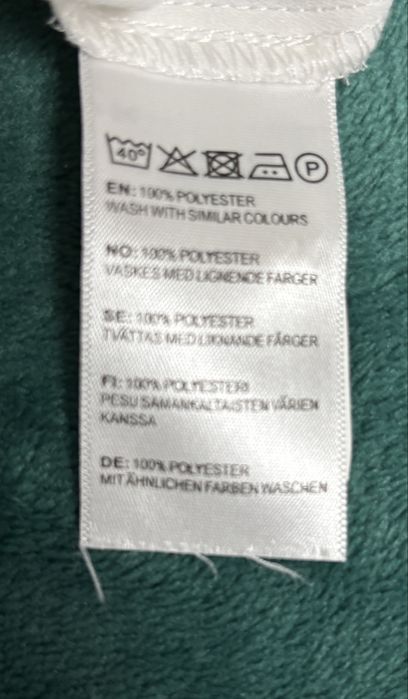 40°
P
EN: 100% POLYESTER
WASH WITH SIMILAR COLOURS
NO: 100% POLYESTER
VASKES MED LIGNENDE FARGER
SE: 100% POLYESTER
TVÄTTAS MED LIKNANDE FÄRGER
FI: 100% POLYESTERI
PESU SAMANKALTAISTEN VÄRIEN
KANSSA
DE: 100% POLYESTER
MIT ÄHNLICHEN FARBEN WASCHEN